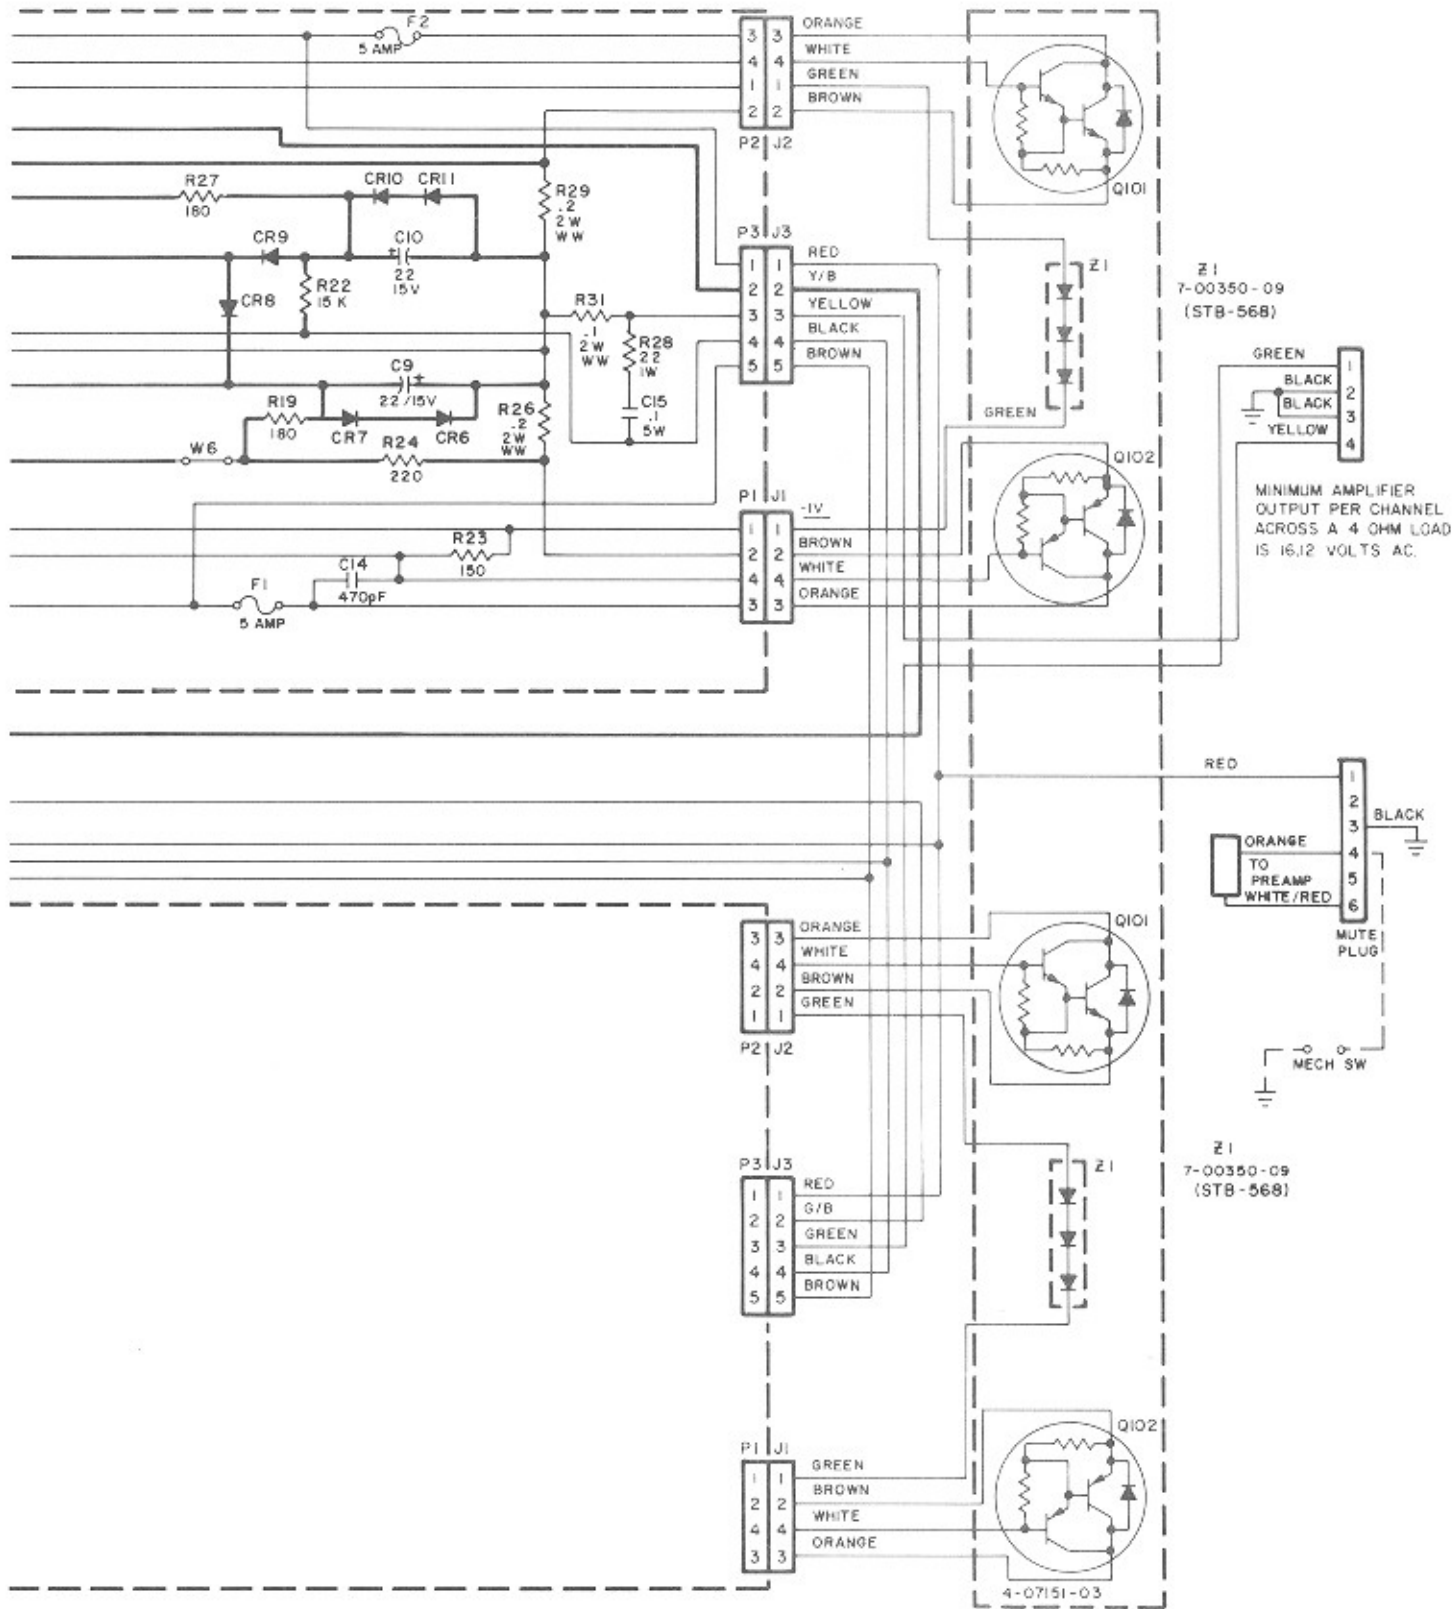 F2
5 AMP
ORANGE
3 3
WHITE
4 4
GREEN
1 1
BROWN
2 2
P2 J2
Q101
R27
180
CR10 CR11
R29
.2
2W
WW
CR9
C10
22
15V
R22
15 K
CR8
P3 J3
RED
1 1
Y/B
2 2
YELLOW
3 3
BLACK
4 4
BROWN
5 5
R31
.1
2W
WW
R28
22
1W
C15
.1
5W
Z1
Z1
7-00350-09
(STB-568)
C9
22/15V
R19
180
CR7 CR6
R26
.2
2W
WW
W6
R24
220
GREEN
Q102
GREEN
1
BLACK
2
BLACK
3
YELLOW
4
MINIMUM AMPLIFIER
OUTPUT PER CHANNEL
ACROSS A 4 OHM LOAD
IS 16.12 VOLTS AC.
P1 J1
-1V
1 1
BROWN
2 2
WHITE
4 4
ORANGE
3 3
R23
150
C14
470pF
F1
5 AMP
RED
1
2
3
BLACK
ORANGE
4
TO
PREAMP
5
WHITE/RED
6
MUTE
PLUG
MECH SW
ORANGE
3 3
WHITE
4 4
BROWN
2 2
GREEN
1 1
P2 J2
Q101
P3 J3
RED
1 1
G/B
2 2
GREEN
3 3
BLACK
4 4
BROWN
5 5
Z1
Z1
7-00350-09
(STB-568)
P1 J1
GREEN
1 1
BROWN
2 2
WHITE
4 4
ORANGE
3 3
Q102
4-07151-03